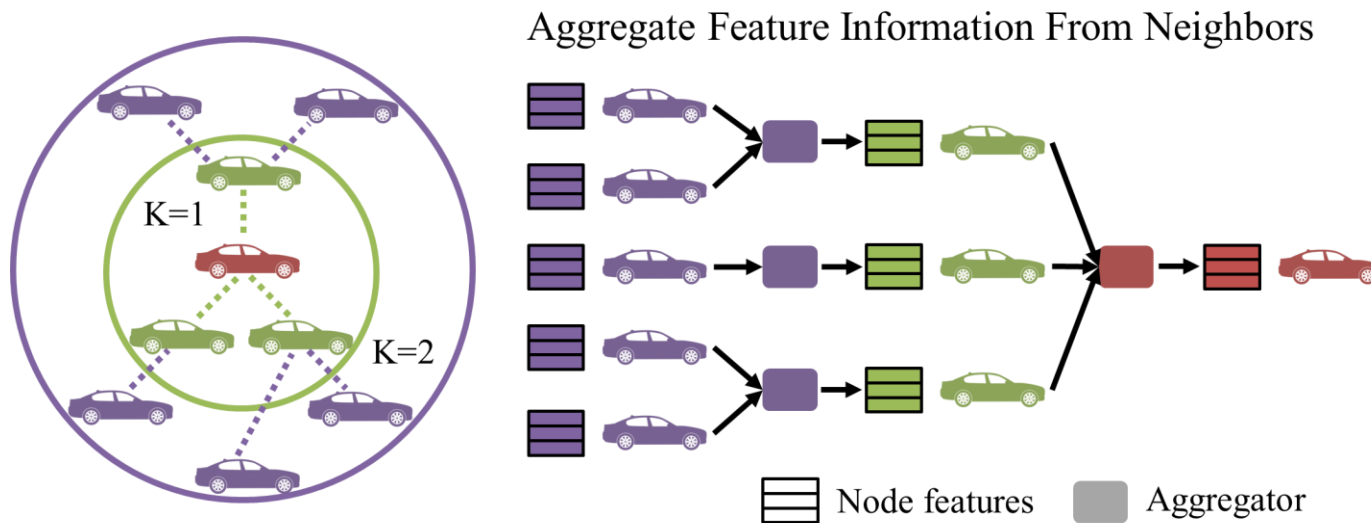 Aggregate Feature Information From Neighbors
K=1
K=2
Node features
Aggregator